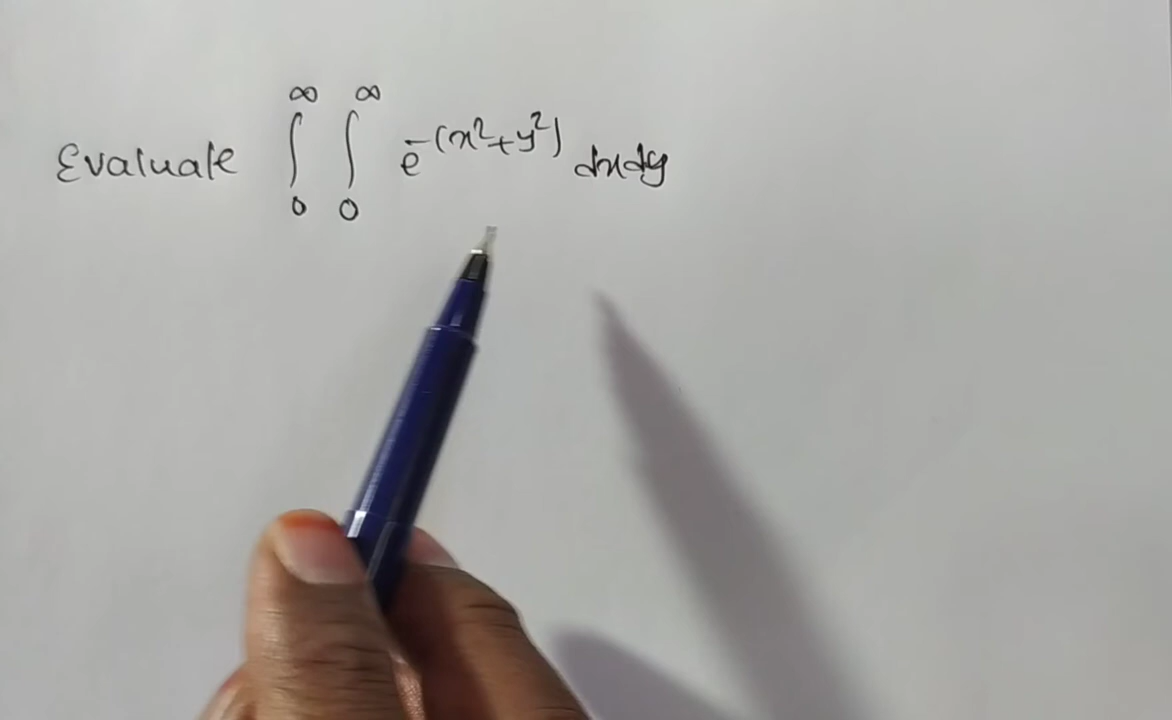 Evaluate ∫₀^∞ ∫₀^∞ e^{-(x²+y²)} dxdy